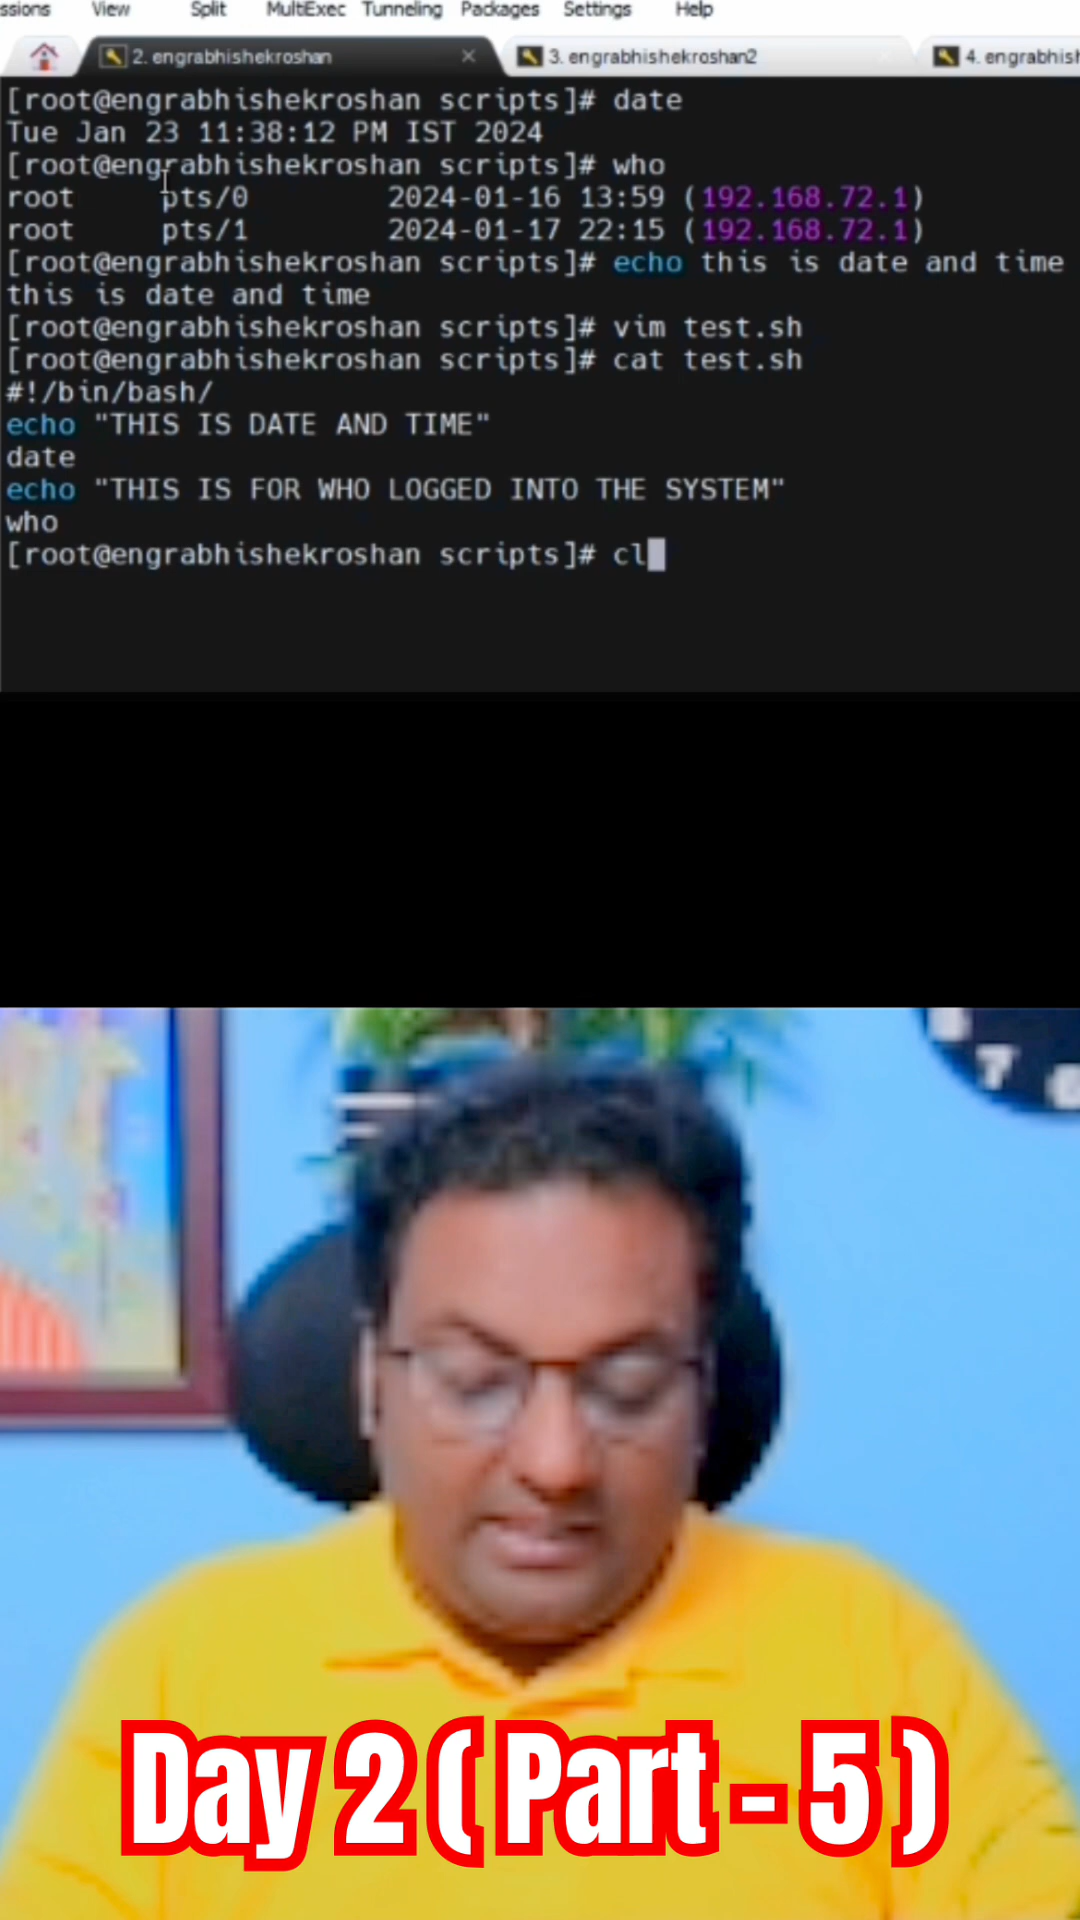 ssions View Split MultiExec Tunneling Packages Settings Help
2. engrabhishekroshan 3. engrabhishekroshan2 4. engrabhish
[root@engrabhishekroshan scripts]# date
Tue Jan 23 11:38:12 PM IST 2024
[root@engrabhishekroshan scripts]# who
root pts/0 2024-01-16 13:59 (192.168.72.1)
root pts/1 2024-01-17 22:15 (192.168.72.1)
[root@engrabhishekroshan scripts]# echo this is date and time
this is date and time
[root@engrabhishekroshan scripts]# vim test.sh
[root@engrabhishekroshan scripts]# cat test.sh
#!/bin/bash/
echo "THIS IS DATE AND TIME"
date
echo "THIS IS FOR WHO LOGGED INTO THE SYSTEM"
who
[root@engrabhishekroshan scripts]# cl
7
Day 2 ( Part - 5 )